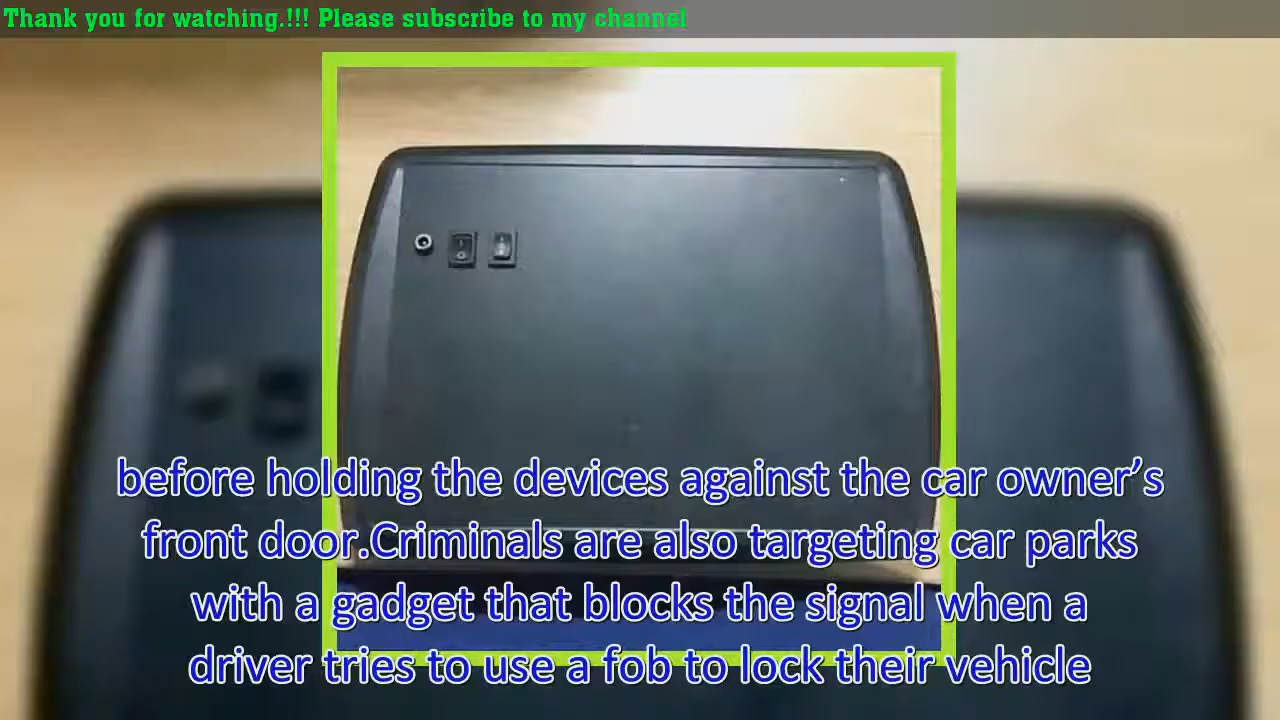 Thank you for watching.!!! Please subscribe to my channel
before holding the devices against the car owner’s
front door.Criminals are also targeting car parks
with a gadget that blocks the signal when a
driver tries to use a fob to lock their vehicle